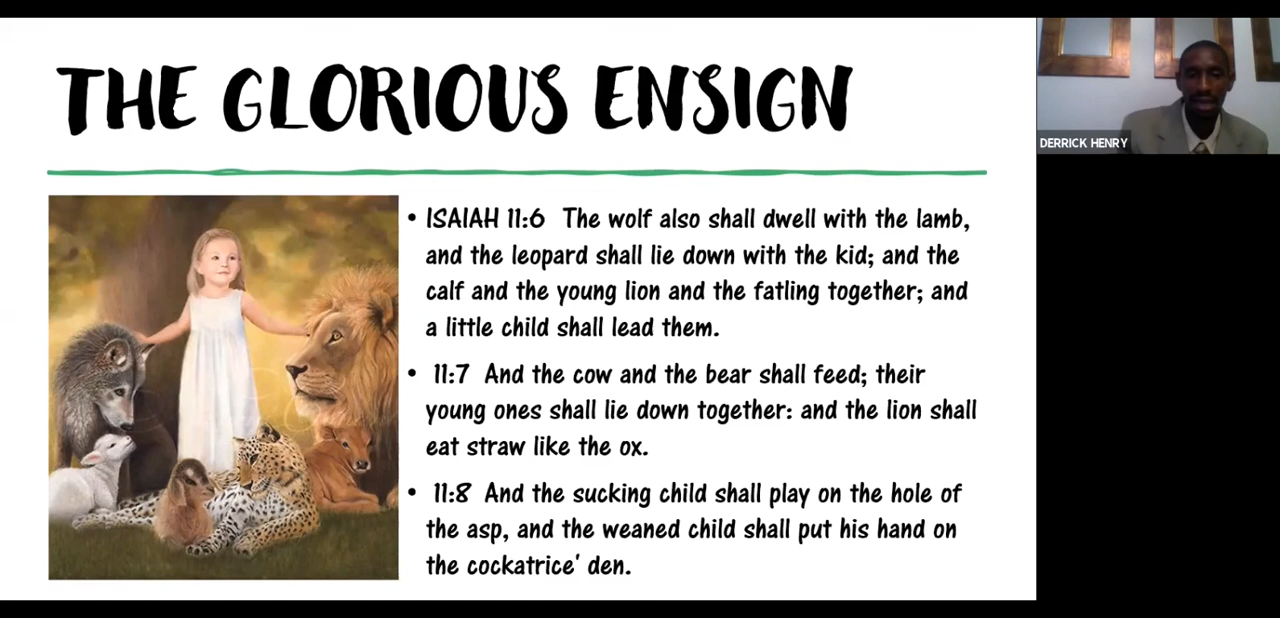 THE GLORIOUS ENSIGN
DERRICK HENRY
• ISAIAH 11:6 The wolf also shall dwell with the lamb,
and the leopard shall lie down with the kid; and the
calf and the young lion and the fatling together; and
a little child shall lead them.
• 11:7 And the cow and the bear shall feed; their
young ones shall lie down together: and the lion shall
eat straw like the ox.
• 11:8 And the sucking child shall play on the hole of
the asp, and the weaned child shall put his hand on
the cockatrice' den.